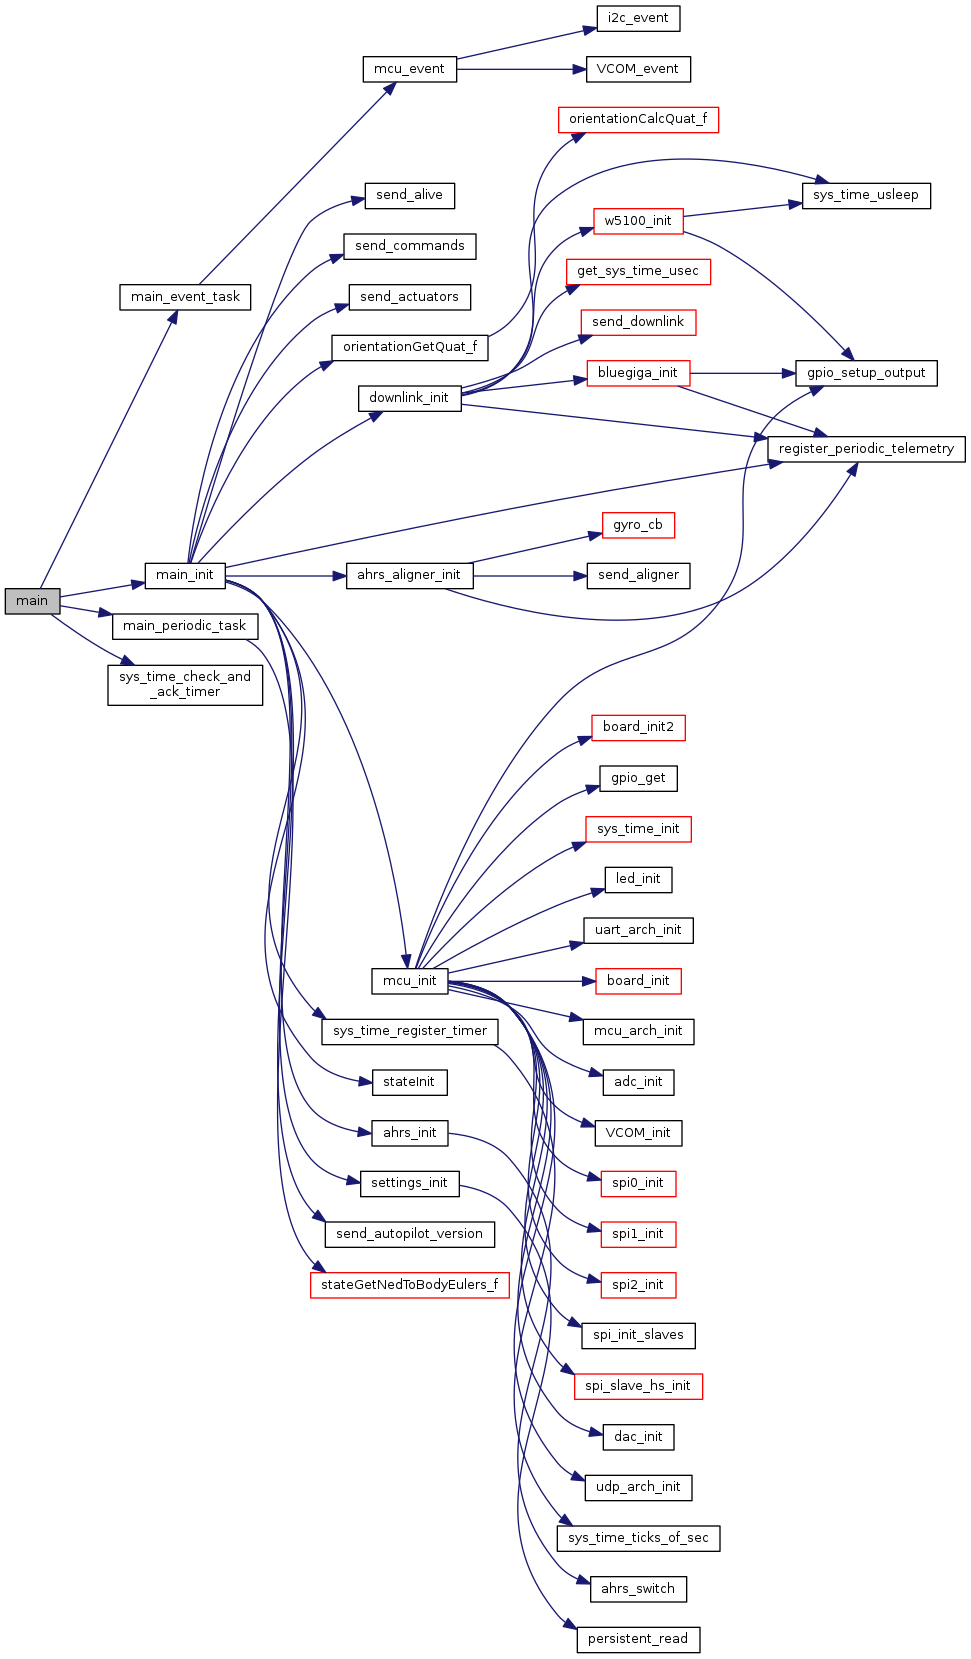 i2c_event
mcu_event
VCOM_event
orientationCalcQuat_f
send_alive
sys_time_usleep
w5100_init
send_commands
get_sys_time_usec
main_event_task
send_actuators
send_downlink
orientationGetQuat_f
bluegiga_init
gpio_setup_output
downlink_init
register_periodic_telemetry
gyro_cb
main_init
ahrs_aligner_init
send_aligner
main
main_periodic_task
sys_time_check_and
_ack_timer
board_init2
gpio_get
sys_time_init
led_init
uart_arch_init
mcu_init
board_init
sys_time_register_timer
mcu_arch_init
stateInit
adc_init
ahrs_init
VCOM_init
settings_init
spi0_init
send_autopilot_version
spi1_init
stateGetNedToBodyEulers_f
spi2_init
spi_init_slaves
spi_slave_hs_init
dac_init
udp_arch_init
sys_time_ticks_of_sec
ahrs_switch
persistent_read